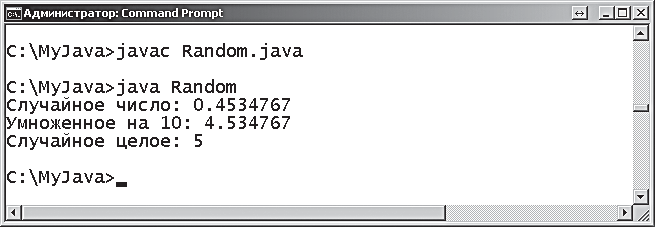 Администратор: Command Prompt
C:\MyJava>javac Random.java
C:\MyJava>java Random
Случайное число: 0.4534767
Умноженное на 10: 4.534767
Случайное целое: 5
C:\MyJava>